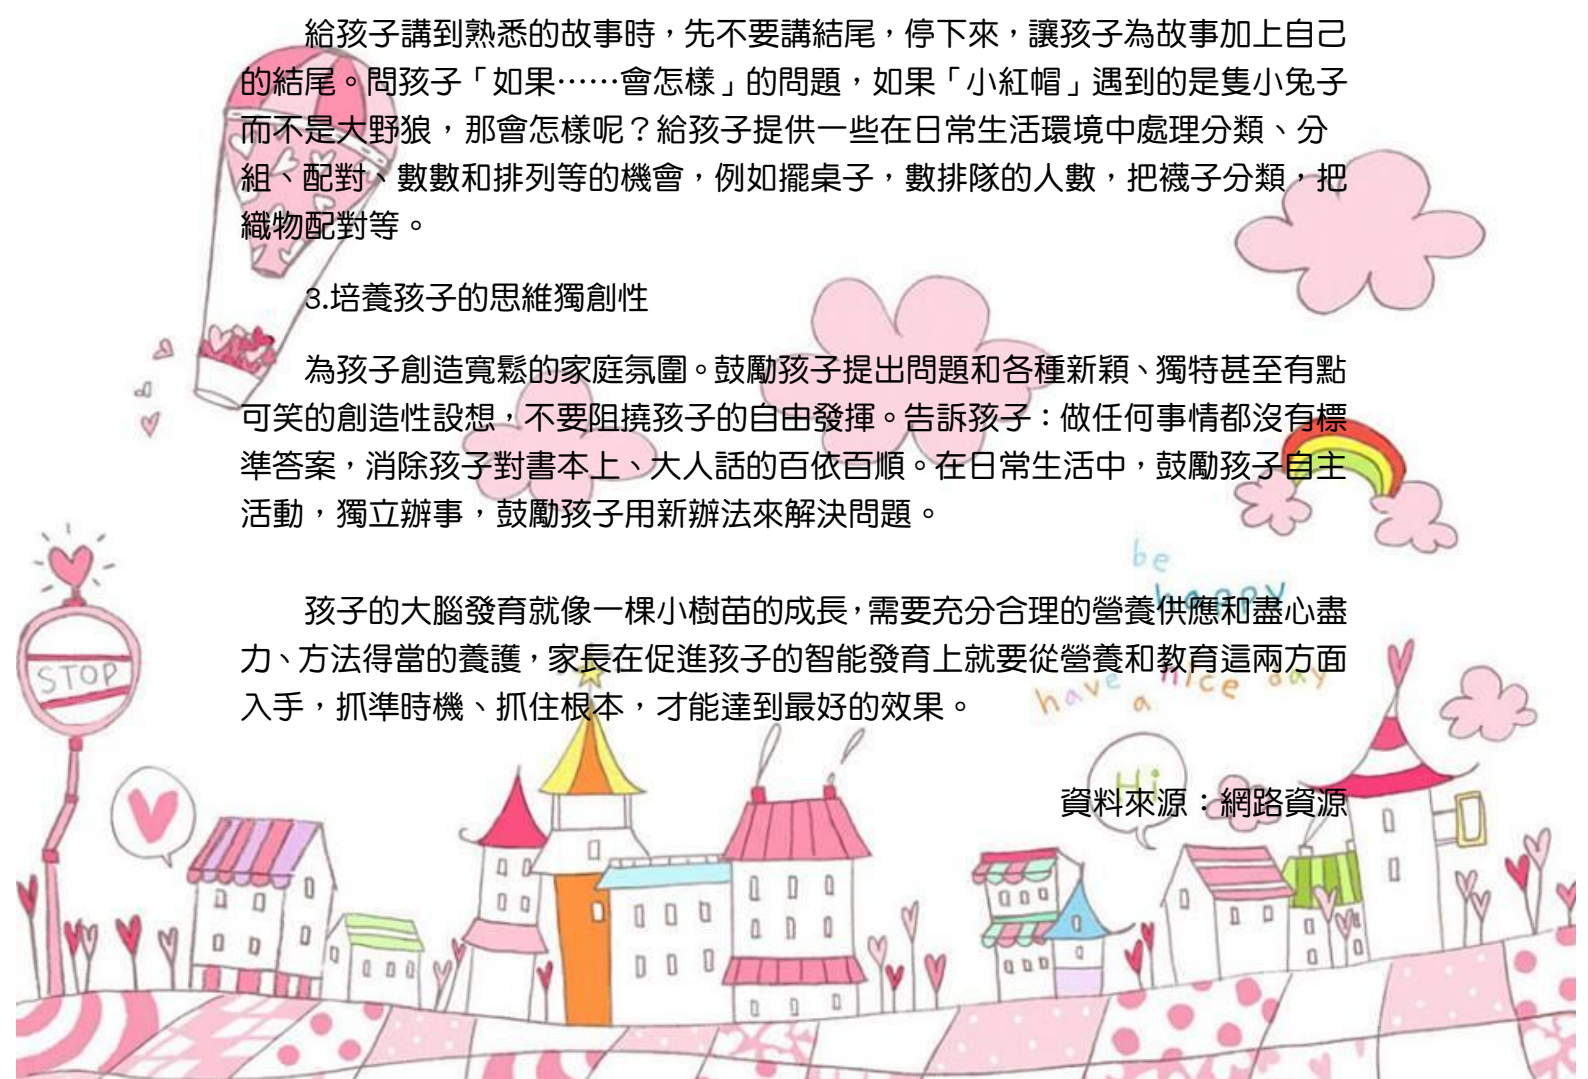 給孩子講到熟悉的故事時，先不要講結尾，停下來，讓孩子為故事加上自己
的結尾。問孩子「如果……會怎樣」的問題，如果「小紅帽」遇到的是隻小兔子
而不是大野狼，那會怎樣呢？給孩子提供一些在日常生活環境中處理分類、分
組、配對、數數和排列等的機會，例如擺桌子，數排隊的人數，把襪子分類，把
織物配對等。
3.培養孩子的思維獨創性
為孩子創造寬鬆的家庭氛圍。鼓勵孩子提出問題和各種新穎、獨特甚至有點
可笑的創造性設想，不要阻撓孩子的自由發揮。告訴孩子：做任何事情都沒有標
準答案，消除孩子對書本上、大人話的百依百順。在日常生活中，鼓勵孩子自主
活動，獨立辦事，鼓勵孩子用新辦法來解決問題。
be
happy
孩子的大腦發育就像一棵小樹苗的成長，需要充分合理的營養供應和盡心盡
力、方法得當的養護，家長在促進孩子的智能發育上就要從營養和教育這兩方面
入手，抓準時機、抓住根本，才能達到最好的效果。
STOP
have a nice day
Hi
資料來源：網路資源